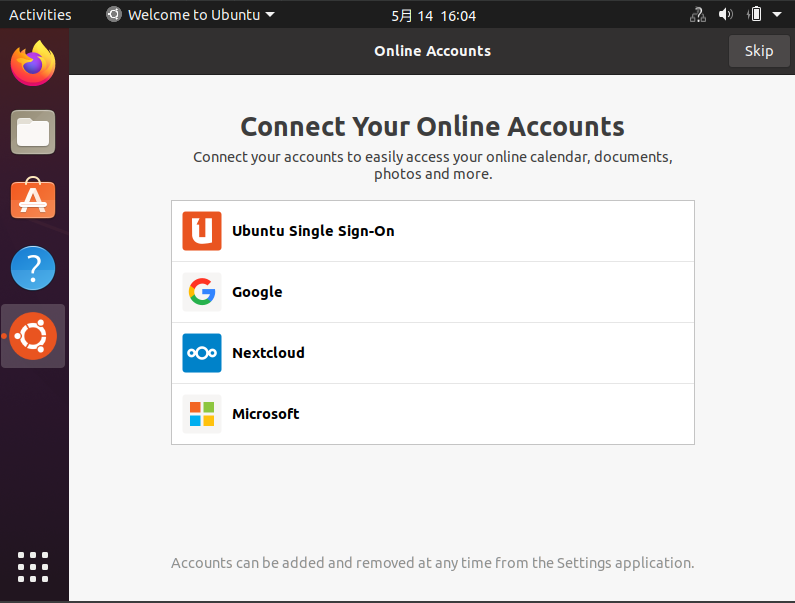 Activities
Welcome to Ubuntu
5月 14 16:04
Online Accounts
Skip
Connect Your Online Accounts
Connect your accounts to easily access your online calendar, documents,
photos and more.
Ubuntu Single Sign-On
Google
Nextcloud
Microsoft
Accounts can be added and removed at any time from the Settings application.